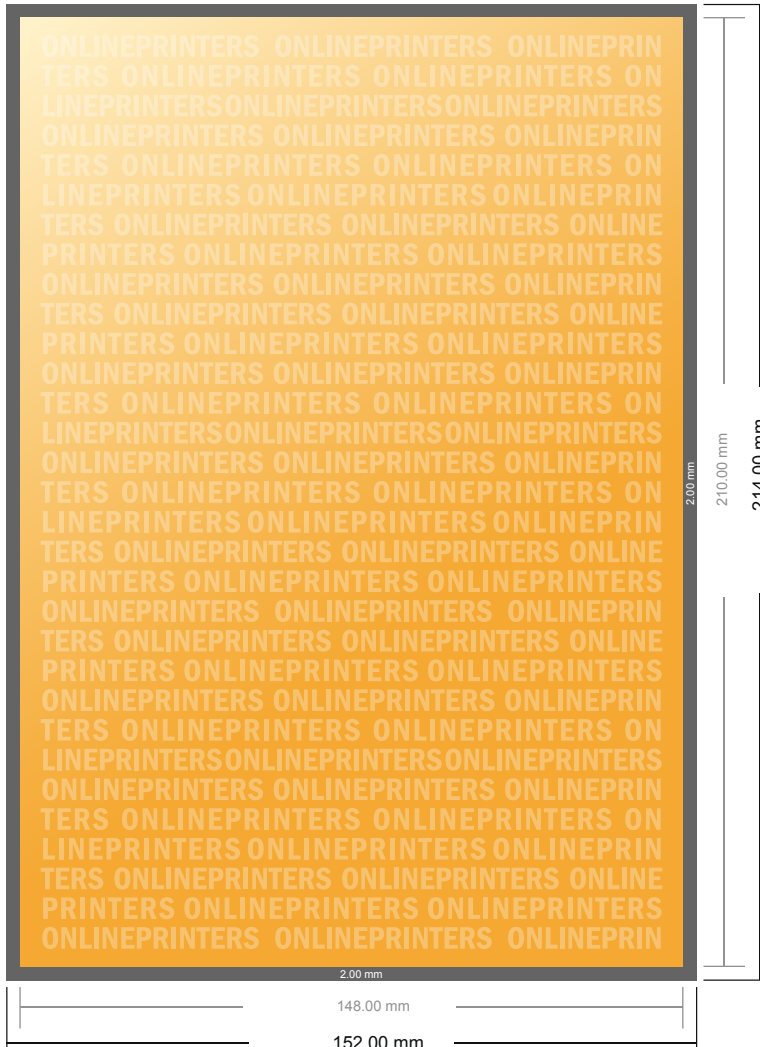 ONLINEPRINTERS ONLINEPRINTERS ONLINEPRIN
TERS ONLINEPRINTERS ONLINEPRINTERS ON
LINEPRINTERSONLINEPRINTERSONLINEPRINTERS
ONLINEPRINTERS ONLINEPRINTERS ONLINEPRIN
TERS ONLINEPRINTERS ONLINEPRINTERS ON
LINEPRINTERS ONLINEPRINTERS ONLINEPRIN
TERS ONLINEPRINTERS ONLINEPRINTERS ONLINE
PRINTERS ONLINEPRINTERS ONLINEPRINTERS
ONLINEPRINTERS ONLINEPRINTERS ONLINEPRIN
TERS ONLINEPRINTERS ONLINEPRINTERS ONLINE
PRINTERS ONLINEPRINTERS ONLINEPRINTERS
ONLINEPRINTERS ONLINEPRINTERS ONLINEPRIN
TERS ONLINEPRINTERS ONLINEPRINTERS ON
LINEPRINTERSONLINEPRINTERSONLINEPRINTERS
ONLINEPRINTERS ONLINEPRINTERS ONLINEPRIN
TERS ONLINEPRINTERS ONLINEPRINTERS ON
LINEPRINTERS ONLINEPRINTERS ONLINEPRIN
TERS ONLINEPRINTERS ONLINEPRINTERS ONLINE
PRINTERS ONLINEPRINTERS ONLINEPRINTERS
ONLINEPRINTERS ONLINEPRINTERS ONLINEPRIN
TERS ONLINEPRINTERS ONLINEPRINTERS ONLINE
PRINTERS ONLINEPRINTERS ONLINEPRINTERS
ONLINEPRINTERS ONLINEPRINTERS ONLINEPRIN
TERS ONLINEPRINTERS ONLINEPRINTERS ON
LINEPRINTERSONLINEPRINTERSONLINEPRINTERS
ONLINEPRINTERS ONLINEPRINTERS ONLINEPRIN
TERS ONLINEPRINTERS ONLINEPRINTERS ON
LINEPRINTERS ONLINEPRINTERS ONLINEPRIN
TERS ONLINEPRINTERS ONLINEPRINTERS ONLINE
PRINTERS ONLINEPRINTERS ONLINEPRINTERS
ONLINEPRINTERS ONLINEPRINTERS ONLINEPRIN
2.00 mm
210.00 mm
214.00 mm
2.00 mm
148.00 mm
152.00 mm